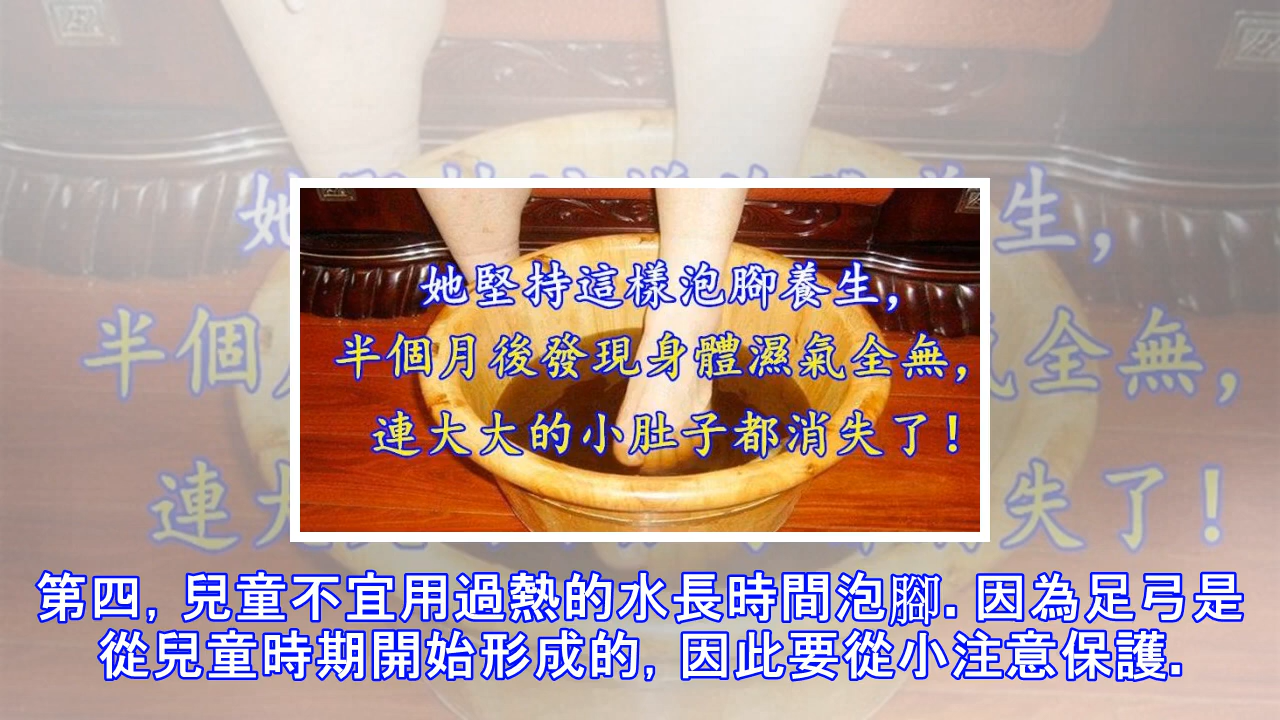 她堅持這樣泡腳養生,
半個月後發現身體濕氣全無,
連大大的小肚子都消失了!
第四, 兒童不宜用過熱的水長時間泡腳. 因為足弓是
從兒童時期開始形成的, 因此要從小注意保護.